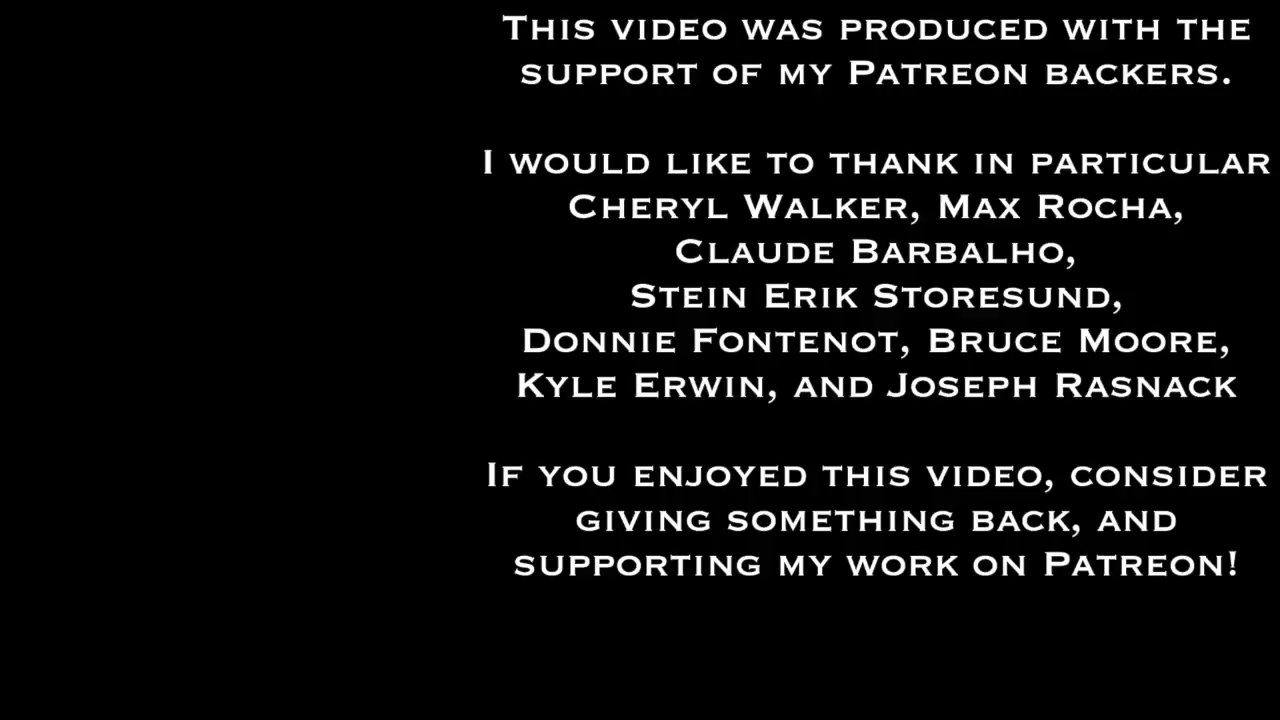 This video was produced with the
support of my Patreon backers.
I would like to thank in particular
Cheryl Walker, Max Rocha,
Claude Barbalho,
Stein Erik Storesund,
Donnie Fontenot, Bruce Moore,
Kyle Erwin, and Joseph Rasnack
If you enjoyed this video, consider
giving something back, and
supporting my work on Patreon!